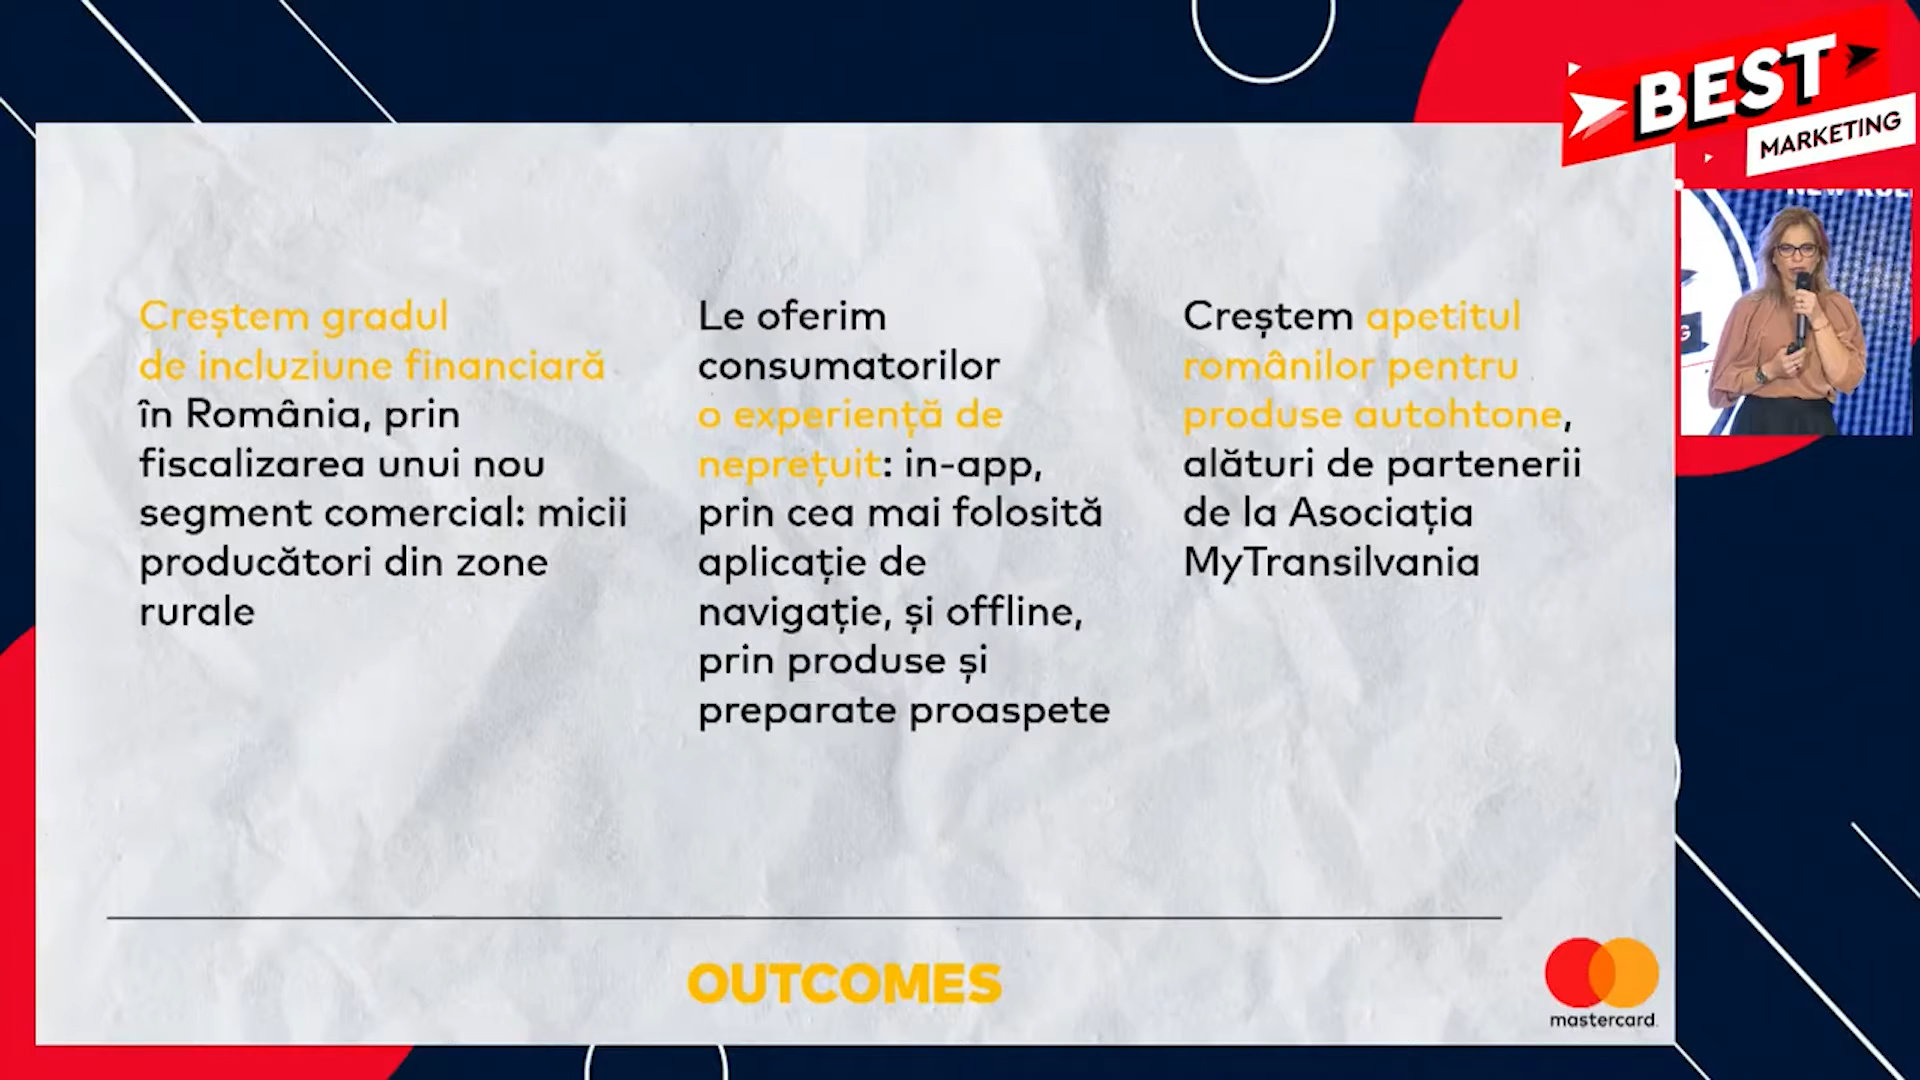 BEST
MARKETING
Creștem gradul
de incluziune financiară
în România, prin
fiscalizarea unui nou
segment comercial: micii
producători din zone
rurale
Le oferim
consumatorilor
o experiență de
neprețuit: in-app,
prin cea mai folosită
aplicație de
navigație, și offline,
prin produse și
preparate proaspete
Creștem apetitul
românilor pentru
produse autohtone,
alături de partenerii
de la Asociația
MyTransilvania
OUTCOMES
mastercard.